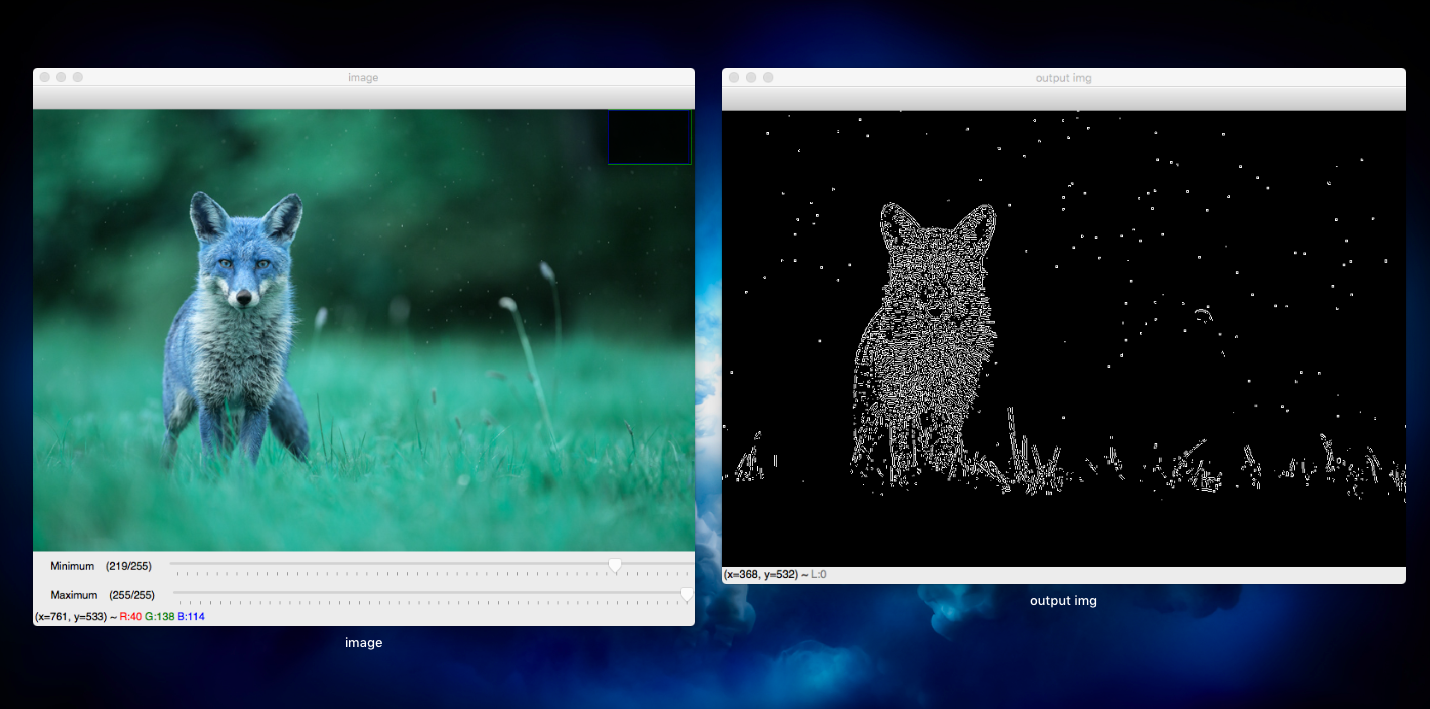 image
output img
Minimum (219/255)
Maximum (255/255)
(x=761, y=533) ~ R:40 G:138 B:114
(x=368, y=532) ~ L:0
image
output img